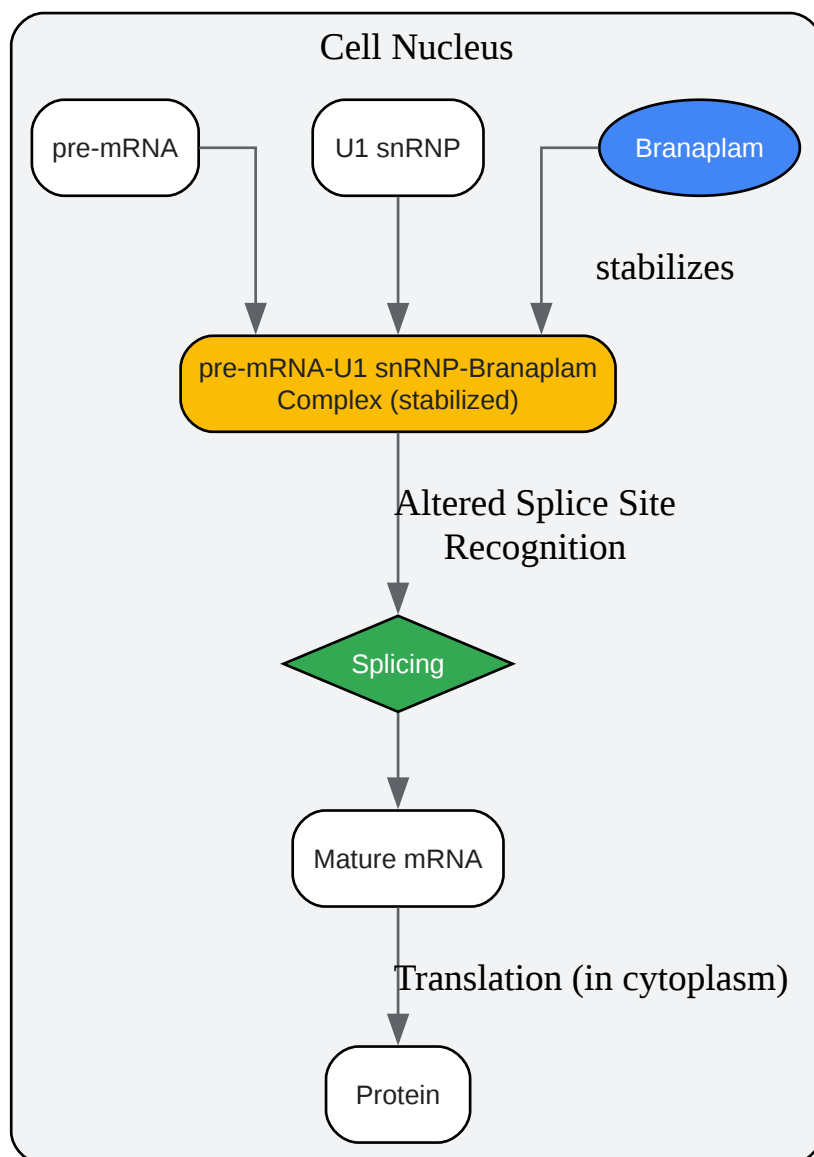 Cell Nucleus
pre-mRNA
U1 snRNP
Branaplam
stabilizes
pre-mRNA-U1 snRNP-Branaplam
Complex (stabilized)
Altered Splice Site
Recognition
Splicing
Mature mRNA
Translation (in cytoplasm)
Protein